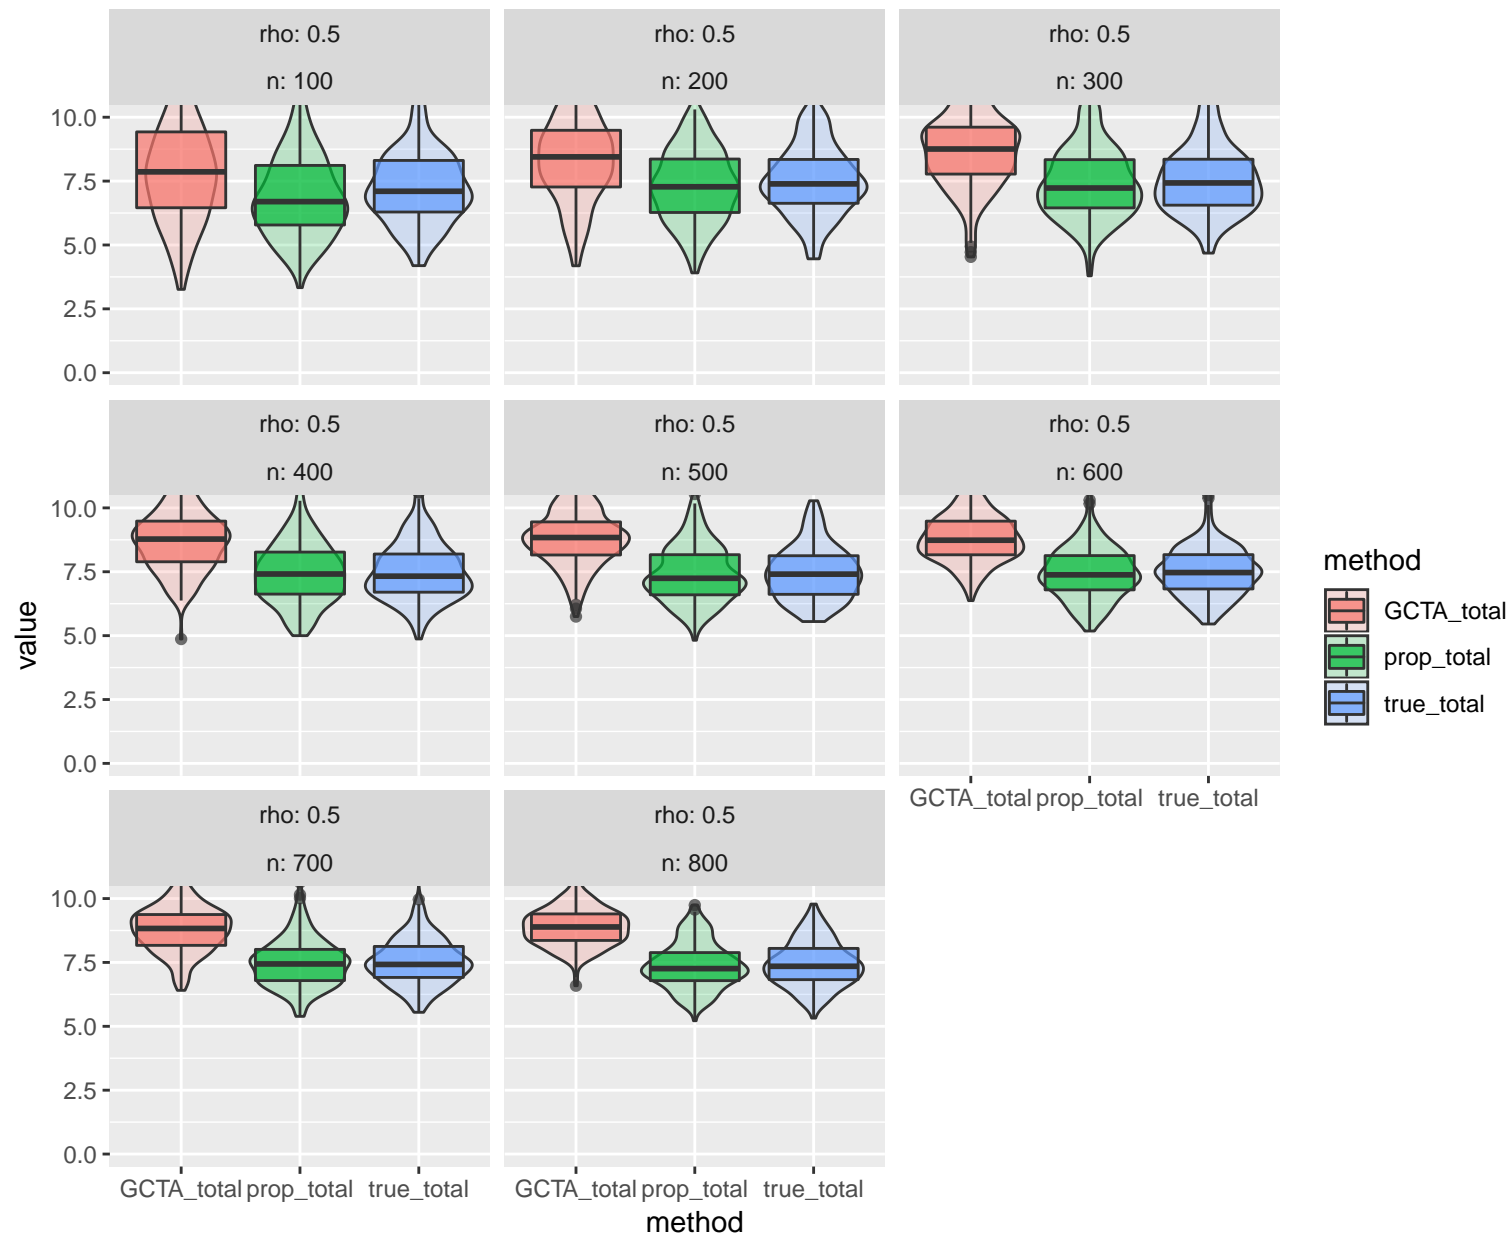 rho: 0.5
rho: 0.5
rho: 0.5
n: 100
n: 200
n: 300
10.0
7.5
5.0
2.5
0.0
rho: 0.5
rho: 0.5
rho: 0.5
n: 400
n: 500
n: 600
10.0
7.5
5.0
2.5
0.0
GCTA_total prop_total true_total
rho: 0.5
rho: 0.5
n: 700
n: 800
10.0
7.5
5.0
2.5
0.0
GCTA_total prop_total true_total
GCTA_total prop_total true_total
method
value
method
GCTA_total
prop_total
true_total